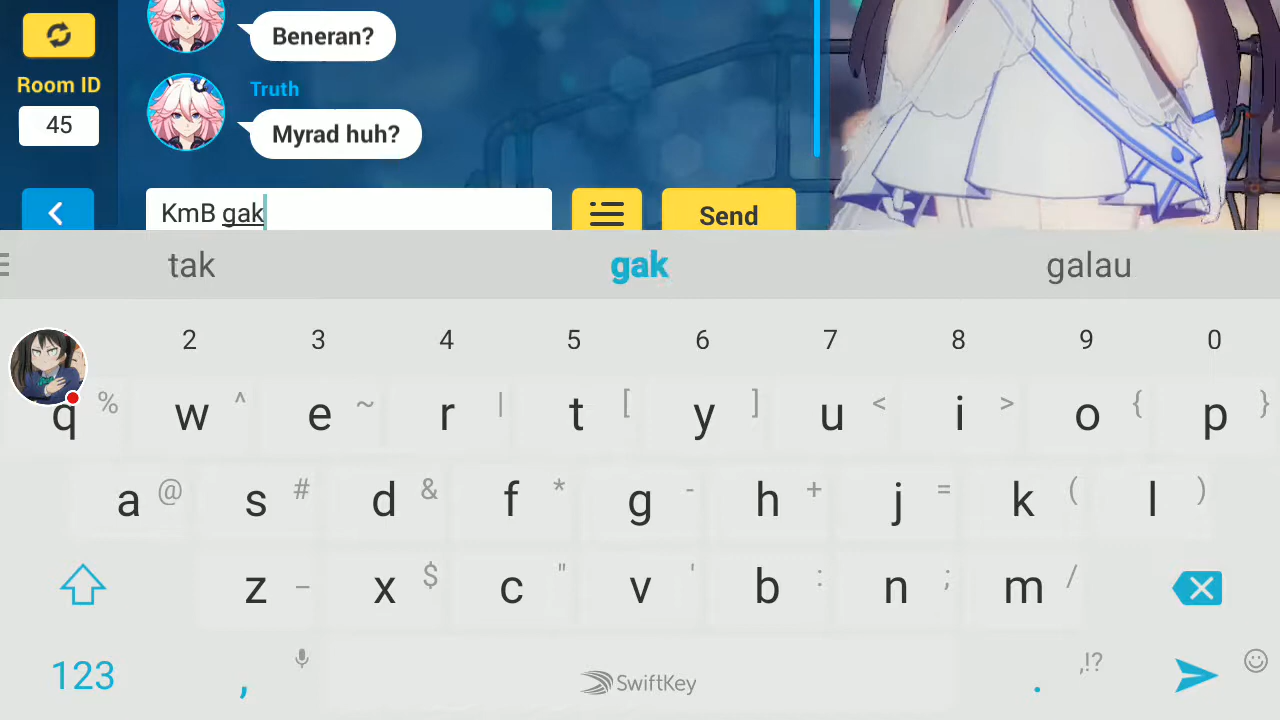 Beneran?
Room ID
45
Truth
Myrad huh?
KmB gak
Send
tak gak galau
2 3 4 5 6 7 8 9 0
q % w ^ e ~ r | t [ y ] u < i > o { p }
a @ s # d & f * g - h + j = k ( l )
z _ x $ c " v ' b : n ; m /
123 , SwiftKey . ,!?